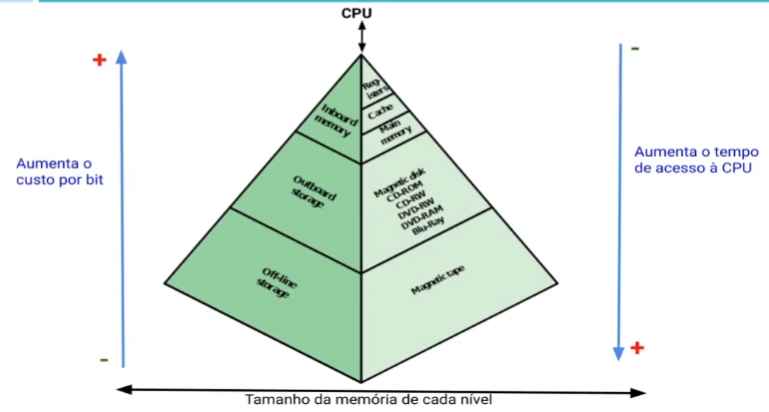 CPU
+
-
Reg-
isters
Cache
Main
memory
Inboard
memory
Aumenta o
custo por bit
Aumenta o tempo
de acesso à CPU
Outboard
storage
Magnetic disk
CD-ROM
CD-RW
DVD-RW
DVD-RAM
Blu-Ray
Off-line
storage
Magnetic tape
-
+
Tamanho da memória de cada nível